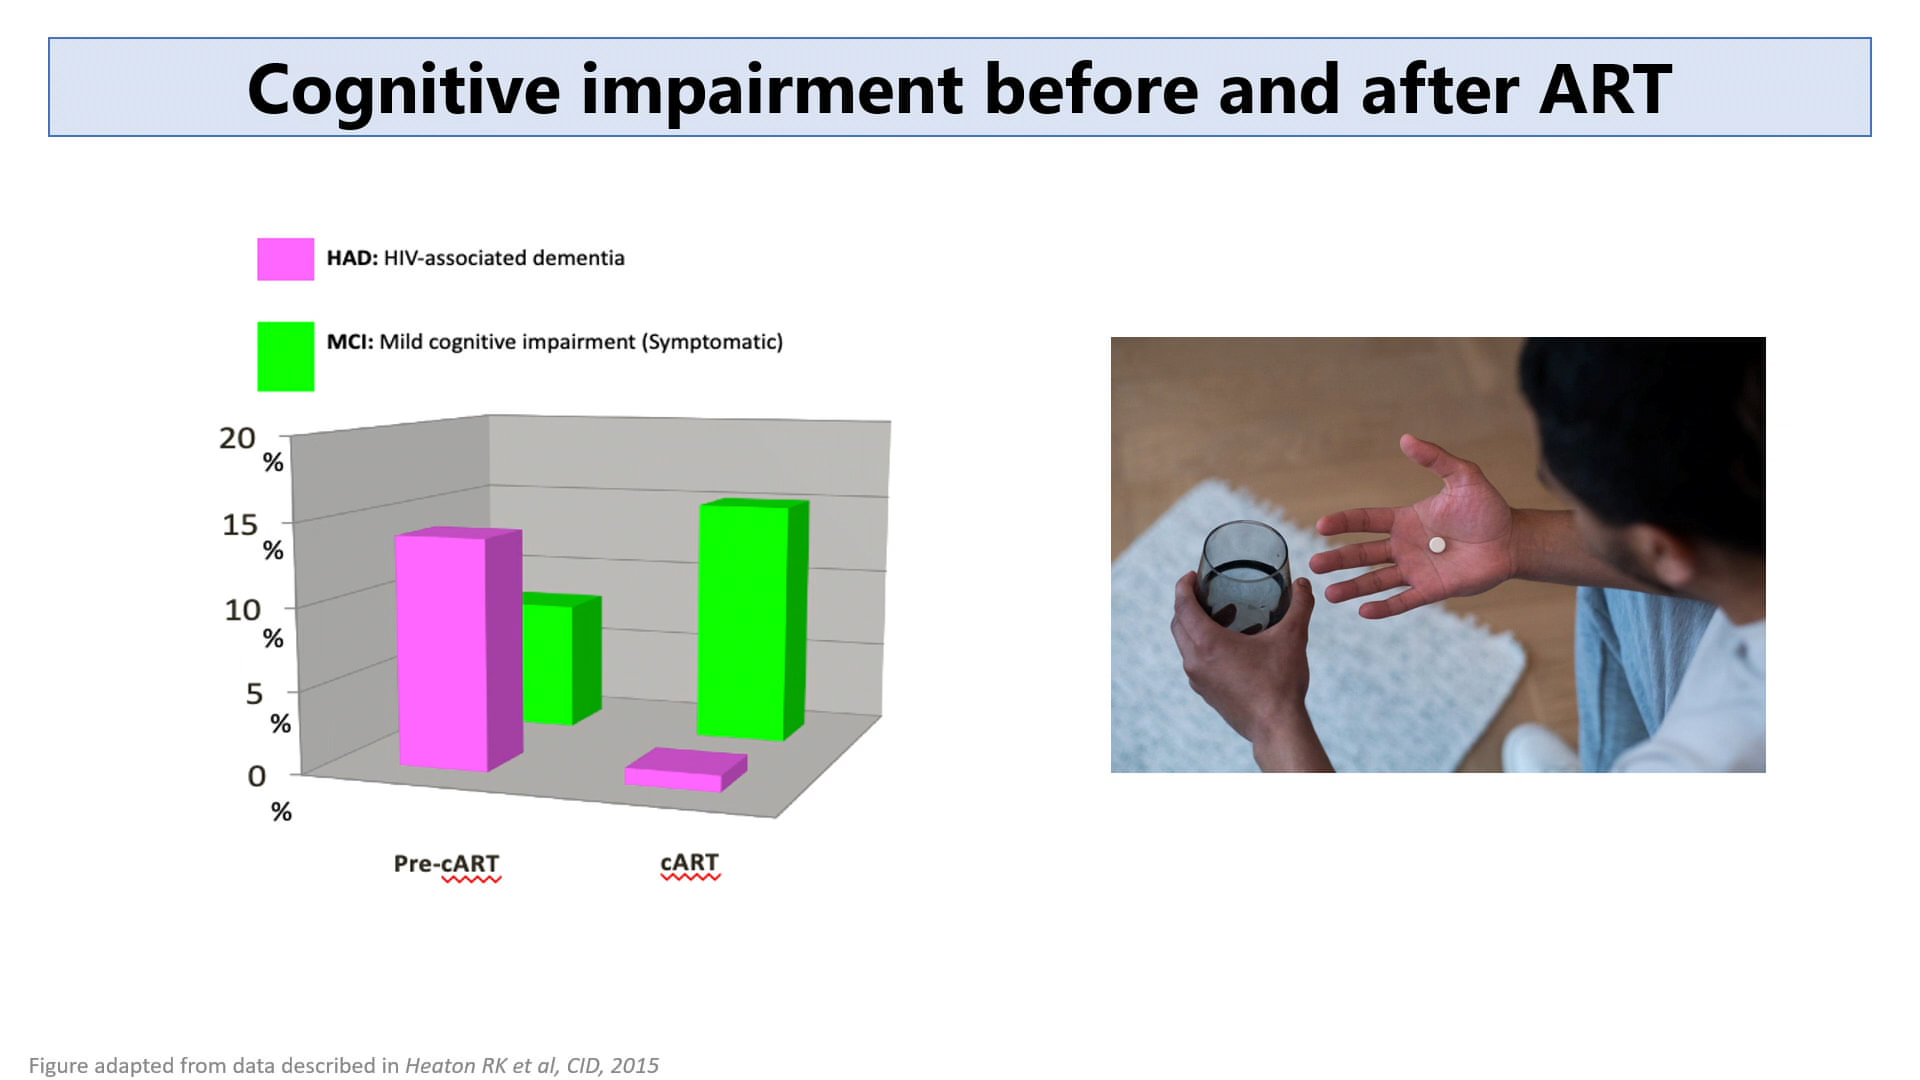 Cognitive impairment before and after ART
HAD: HIV-associated dementia
MCI: Mild cognitive impairment (Symptomatic)
20
%
15
%
10
%
5
%
0
%
Pre-cART
cART
Figure adapted from data described in Heaton RK et al, CID, 2015